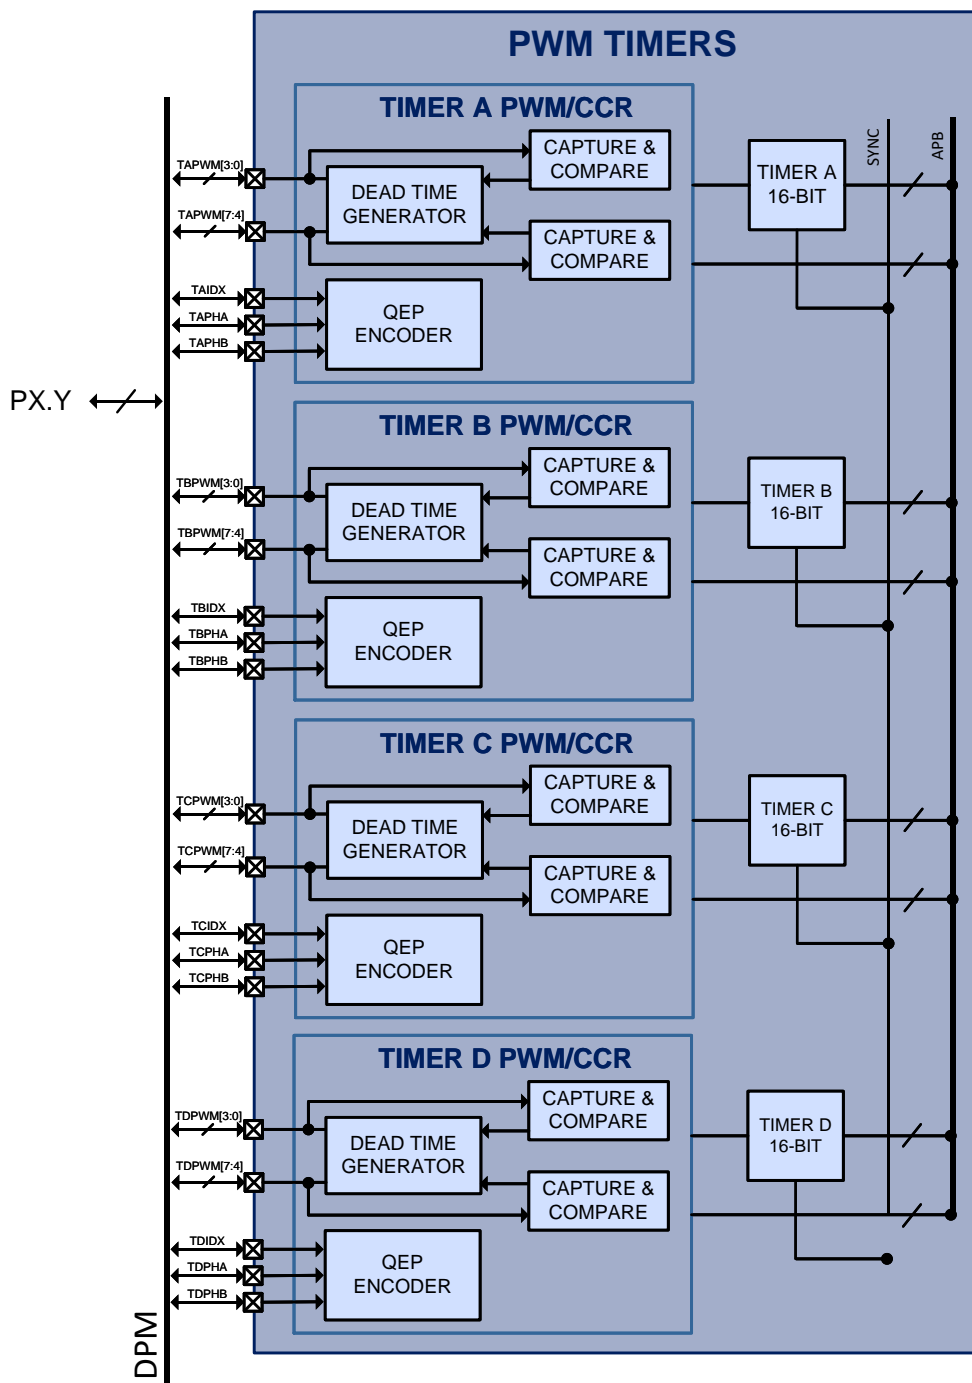 PWM TIMERS
TIMER A PWM/CCR
SYNC
APB
TAPWM[3:0]
CAPTURE &
COMPARE
DEAD TIME
GENERATOR
TIMER A
16-BIT
TAPWM[7:4]
CAPTURE &
COMPARE
TAIDX
TAPHA
TAPHB
QEP
ENCODER
PX.Y
TIMER B PWM/CCR
TBPWM[3:0]
CAPTURE &
COMPARE
DEAD TIME
GENERATOR
TIMER B
16-BIT
TBPWM[7:4]
CAPTURE &
COMPARE
TBIDX
TBPHA
TBPHB
QEP
ENCODER
TIMER C PWM/CCR
TCPWM[3:0]
CAPTURE &
COMPARE
DEAD TIME
GENERATOR
TIMER C
16-BIT
TCPWM[7:4]
CAPTURE &
COMPARE
TCIDX
TCPHA
TCPHB
QEP
ENCODER
TIMER D PWM/CCR
TDPWM[3:0]
CAPTURE &
COMPARE
DEAD TIME
GENERATOR
TIMER D
16-BIT
TDPWM[7:4]
CAPTURE &
COMPARE
TDIDX
TDPHA
TDPHB
QEP
ENCODER
DPM